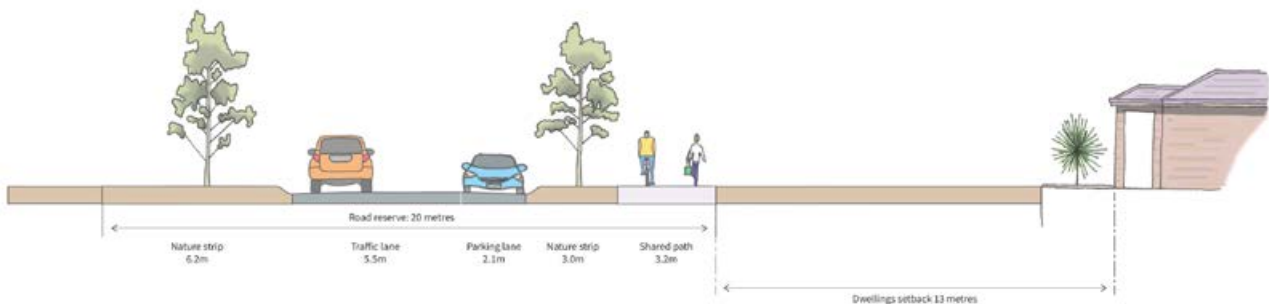 Road reserve: 20 metres
Nature strip
6.2m
Traffic lane
5.5m
Parking lane
2.1m
Nature strip
3.0m
Shared path
3.2m
Dwellings setback 13 metres